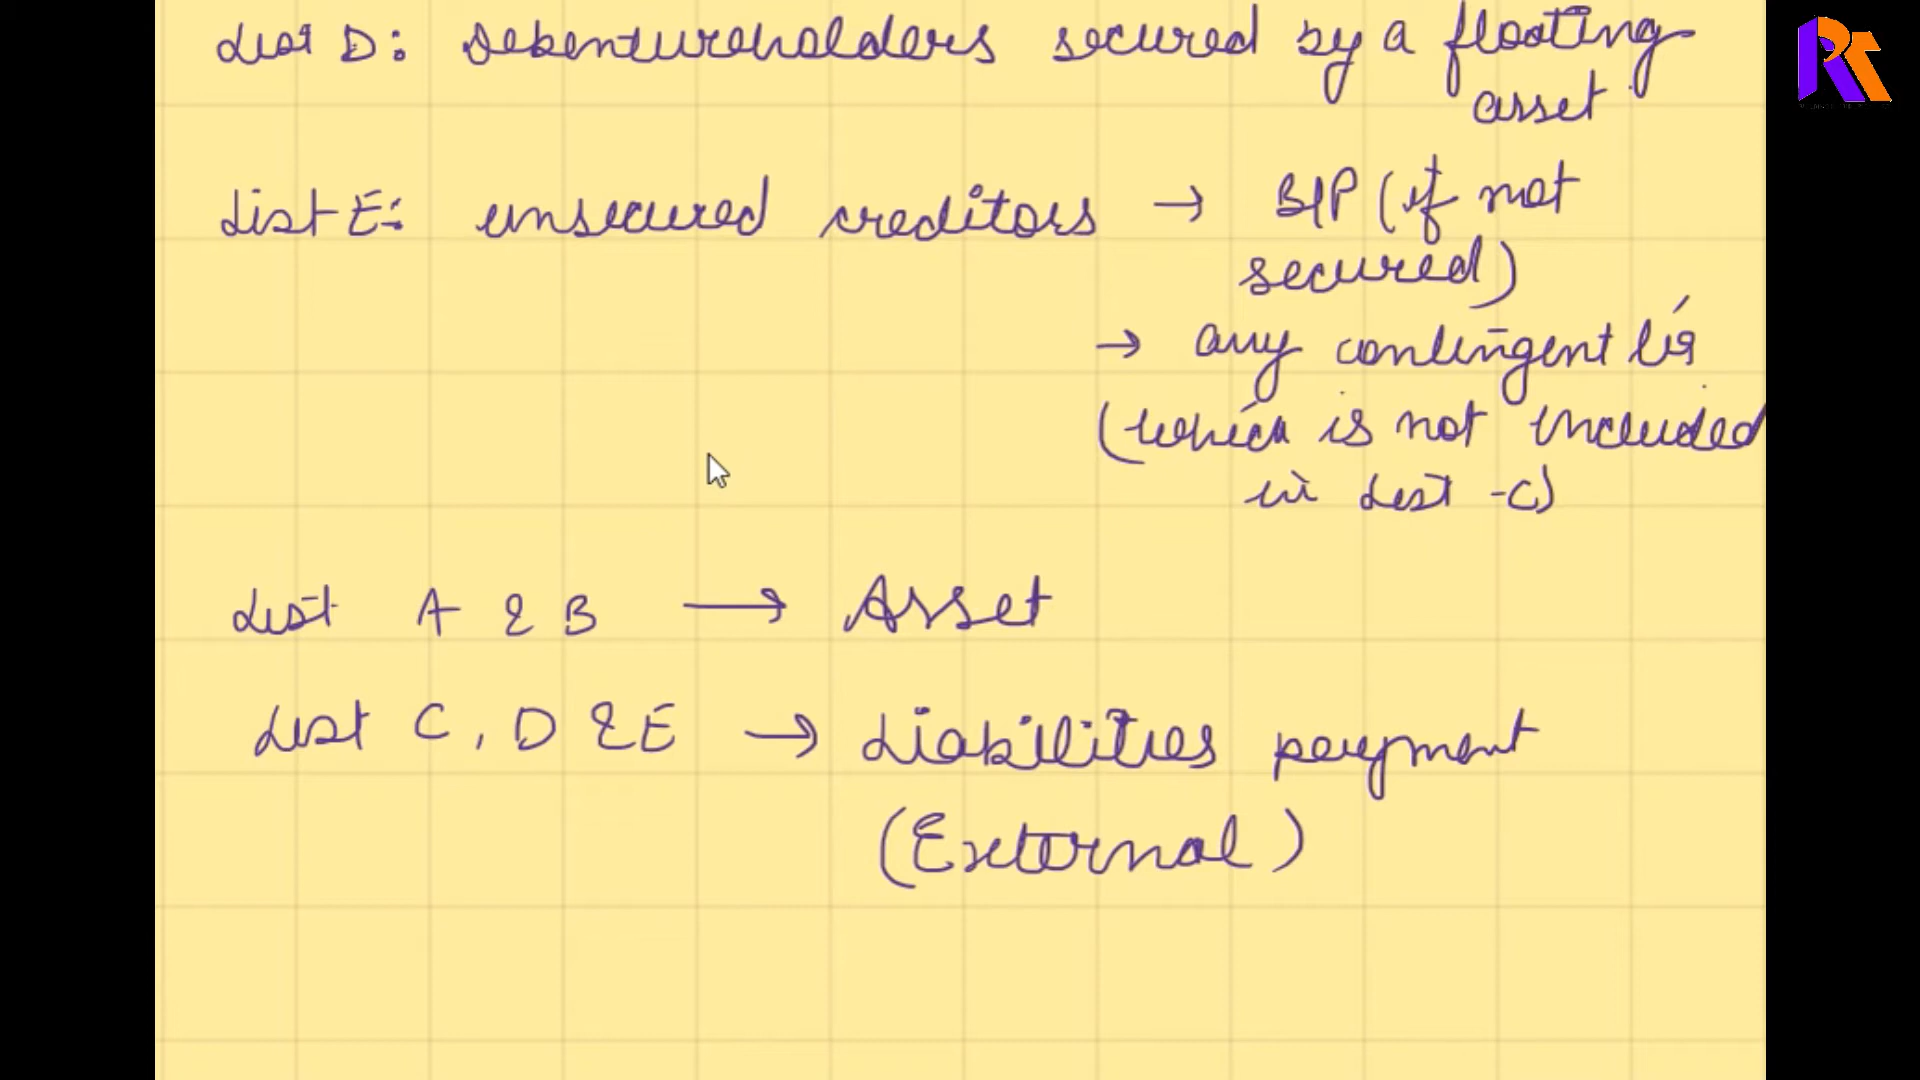 List D: Debentureholders secured by a floating
asset
List E: unsecured creditors → B/P (if not
secured)
→ any contingent lia
(which is not included
in List -C)
List A & B → Asset
List C, D & E → Liabilities payment
(External)
RT